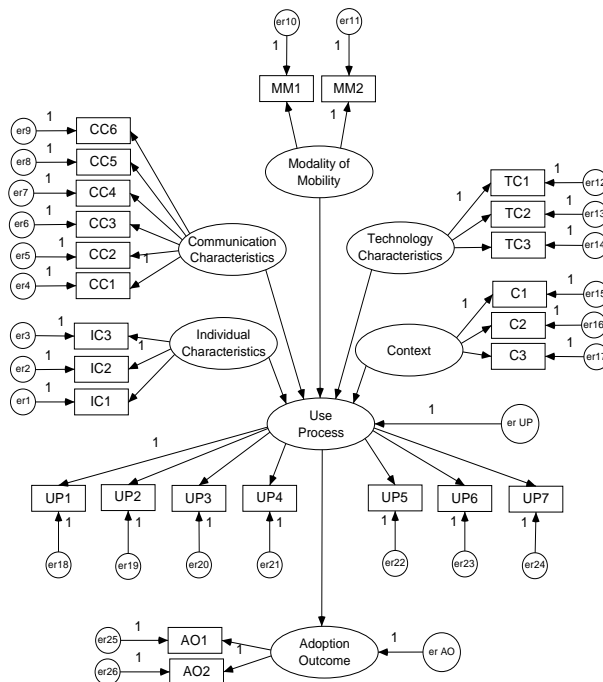 er10
er11
1
1
MM1
MM2
1
Modality of
Mobility
er9
1
CC6
er8
1
CC5
er7
1
CC4
er6
1
CC3
er5
1
CC2
er4
1
CC1
1
Communication
Characteristics
TC1
1
er12
TC2
1
er13
TC3
1
er14
1
Technology
Characteristics
C1
1
er15
C2
1
er16
C3
1
er17
1
Context
er3
1
IC3
er2
1
IC2
er1
1
IC1
1
Individual
Characteristics
Use
Process
1
er UP
1
UP1
UP2
UP3
UP4
UP5
UP6
UP7
1
1
1
1
1
1
1
er18
er19
er20
er21
er22
er23
er24
er25
1
AO1
er26
1
AO2
1
Adoption
Outcome
1
er AO